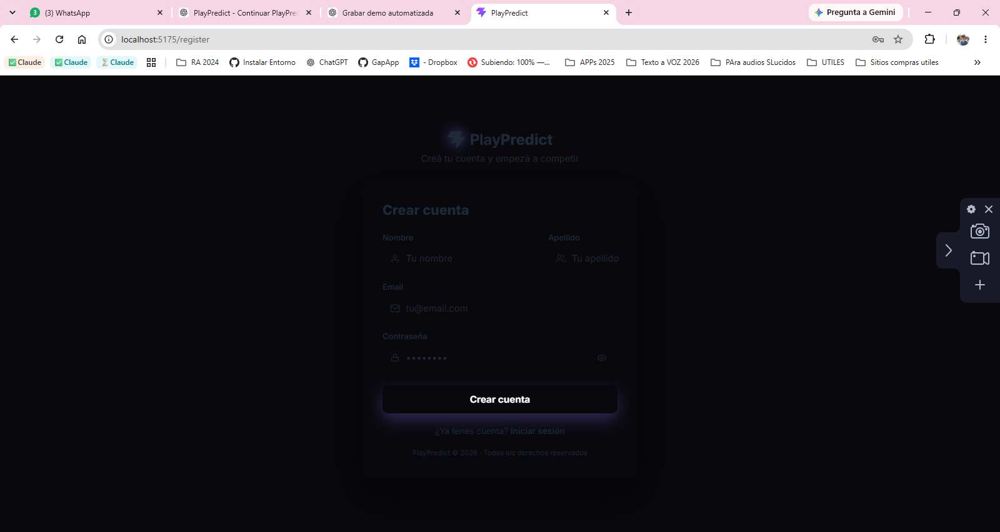 3
(3) WhatsApp
PlayPredict - Continuar PlayPre
Grabar demo automatizada
PlayPredict
Pregunta a Gemini
localhost:5175/register
Claude
Claude
Claude
RA 2024
Instalar Entorno
ChatGPT
GapApp
- Dropbox
Subiendo: 100% —...
APPs 2025
Texto a VOZ 2026
PAra audios SLucidos
UTILES
Sitios compras utiles
PlayPredict
Creá tu cuenta y empezá a competir
Crear cuenta
Nombre
Apellido
Tu nombre
Tu apellido
Email
tu@email.com
Contraseña
••••••••
Crear cuenta
¿Ya tenés cuenta? Iniciar sesión
PlayPredict © 2026 · Todos los derechos reservados